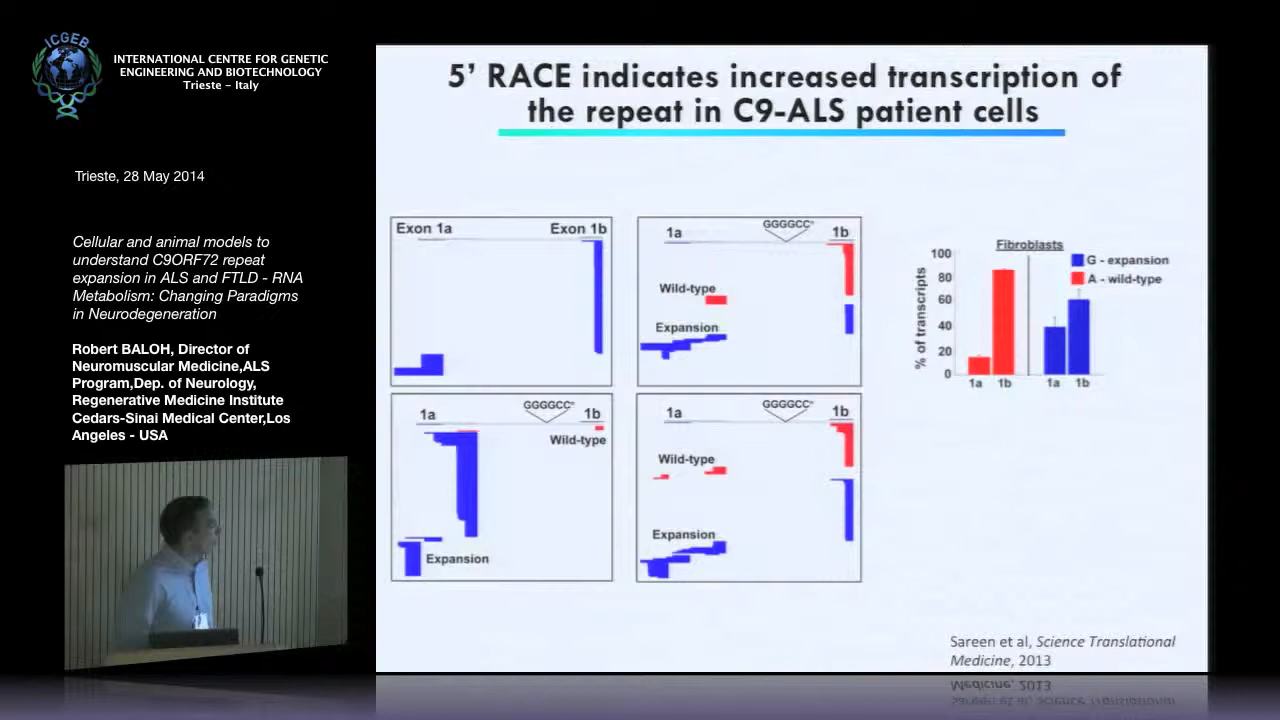 ICGEB
INTERNATIONAL CENTRE FOR GENETIC
ENGINEERING AND BIOTECHNOLOGY
Trieste - Italy
Trieste, 28 May 2014
Cellular and animal models to
understand C9ORF72 repeat
expansion in ALS and FTLD - RNA
Metabolism: Changing Paradigms
in Neurodegeneration
Robert BALOH, Director of
Neuromuscular Medicine,ALS
Program,Dep. of Neurology,
Regenerative Medicine Institute
Cedars-Sinai Medical Center,Los
Angeles - USA
5' RACE indicates increased transcription of
the repeat in C9-ALS patient cells
Exon 1a Exon 1b
1a GGGGCCⁿ 1b
Wild-type
Expansion
1a GGGGCCⁿ 1b
Wild-type
Expansion
1a GGGGCCⁿ 1b
Wild-type
Expansion
Fibroblasts
G - expansion
A - wild-type
% of transcripts
100
80
60
40
20
0
1a 1b 1a 1b
Sareen et al, Science Translational
Medicine, 2013